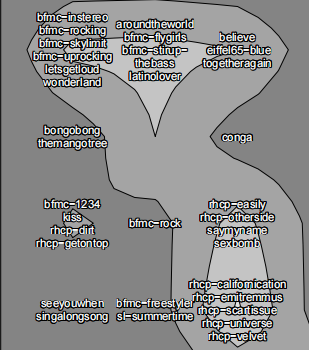 bfmc-instereo
bfmc-rocking
bfmc-skylimit
bfmc-uprocking
letsgetloud
wonderland
aroundtheworld
bfmc-flygirls
bfmc-stirup-
thebass
latinolover
believe
eiffel65-blue
togetheragain
bongobong
themangotree
conga
bfmc-1234
kiss
rhcp-dirt
rhcp-getontop
bfmc-rock
rhcp-easily
rhcp-otherside
saymyname
sexbomb
seeyouwhen
singalongsong
bfmc-freestyler
sl-summertime
rhcp-californication
rhcp-emitremmus
rhcp-scartissue
rhcp-universe
rhcp-velvet